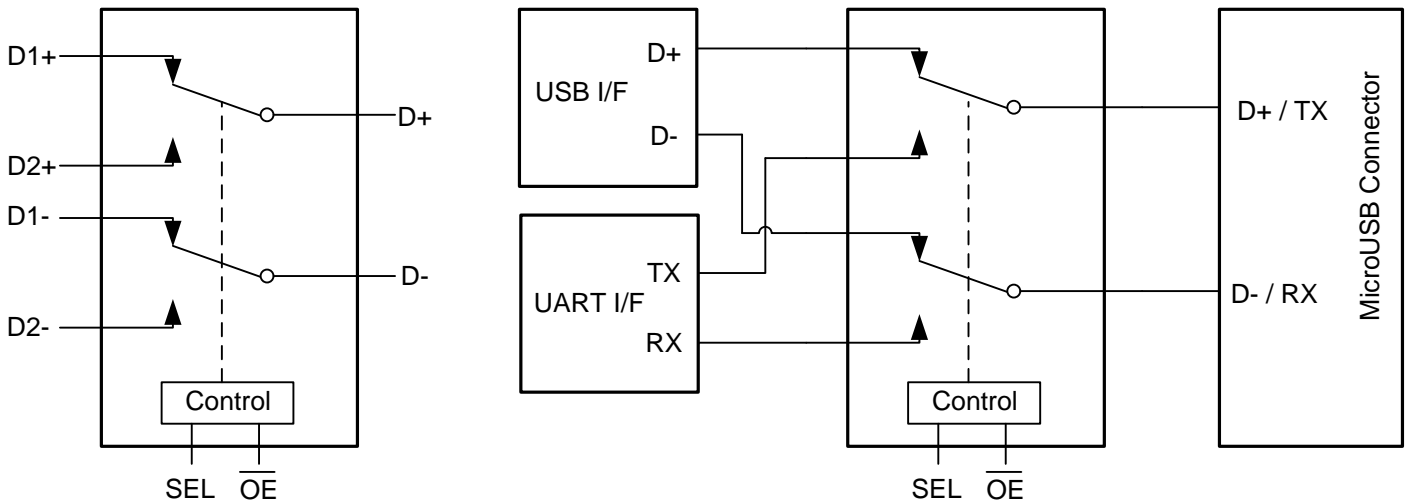 D1+
D2+
D1-
D2-
D+
D-
Control
SEL
OE
USB I/F
D+
D-
UART I/F
TX
RX
Control
SEL
OE
D+ / TX
D- / RX
MicroUSB Connector